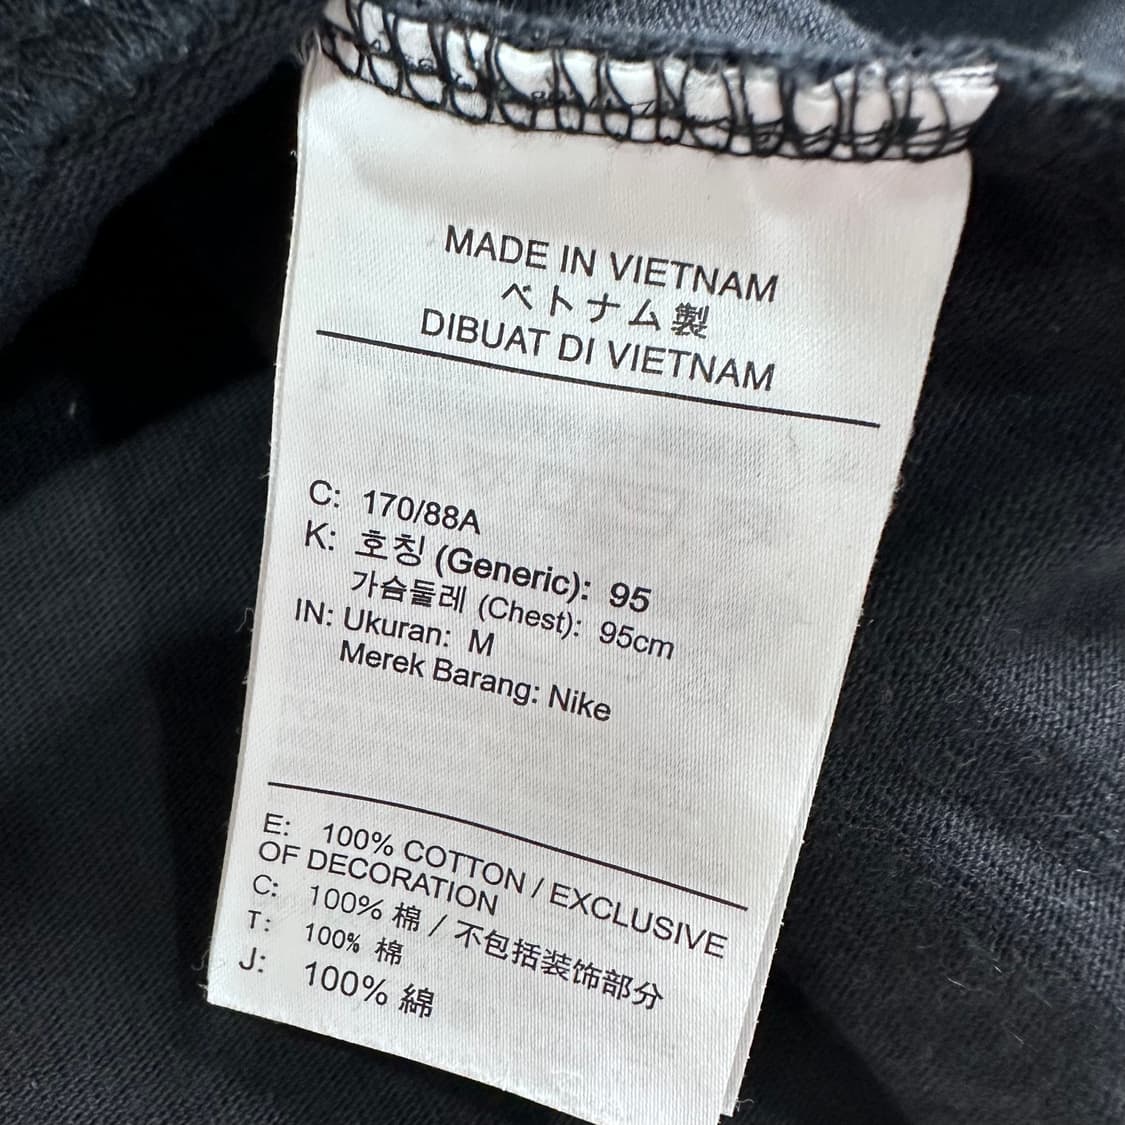 MADE IN VIETNAM
ベトナム製
DIBUAT DI VIETNAM
C: 170/88A
K: 호칭 (Generic): 95
가슴둘레 (Chest): 95cm
IN: Ukuran: M
Merek Barang: Nike
E: 100% COTTON / EXCLUSIVE
OF DECORATION
C: 100% 棉 / 不包括装饰部分
T: 100% 棉
J: 100% 綿